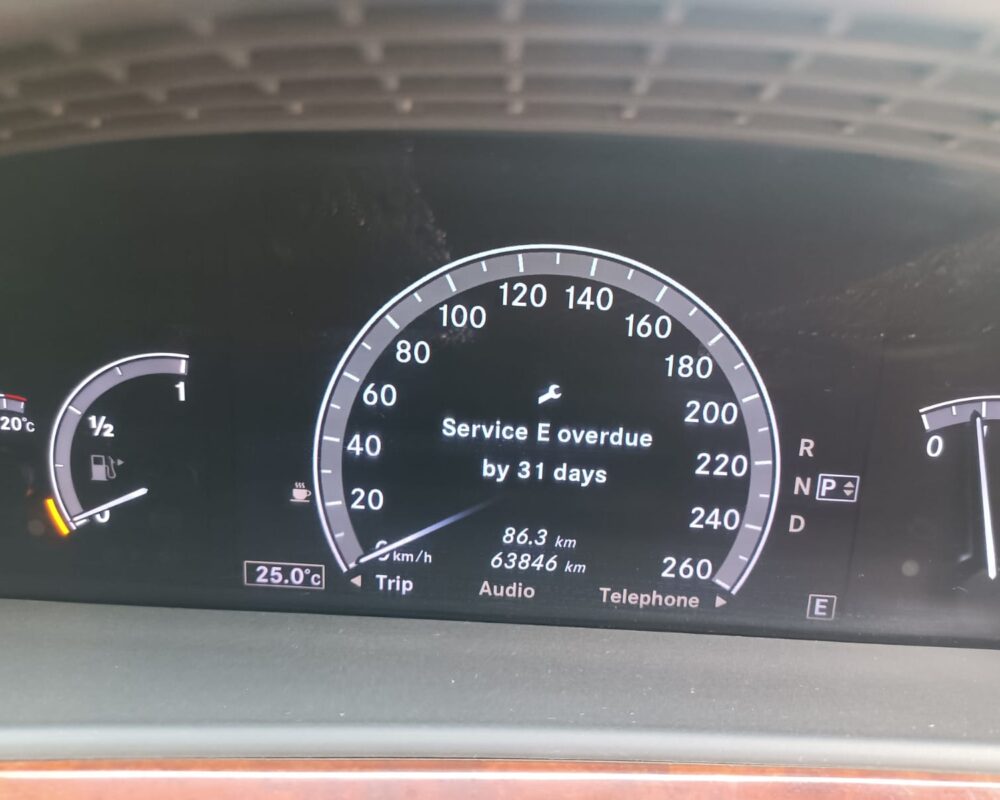 120 140
100 160
80 180
60 200
40 220
20 240
260
km/h
Service E overdue
by 31 days
86.3 km
63846 km
Trip Audio Telephone
20°C
1
½
0
25.0°C
R
N P
D
E
0